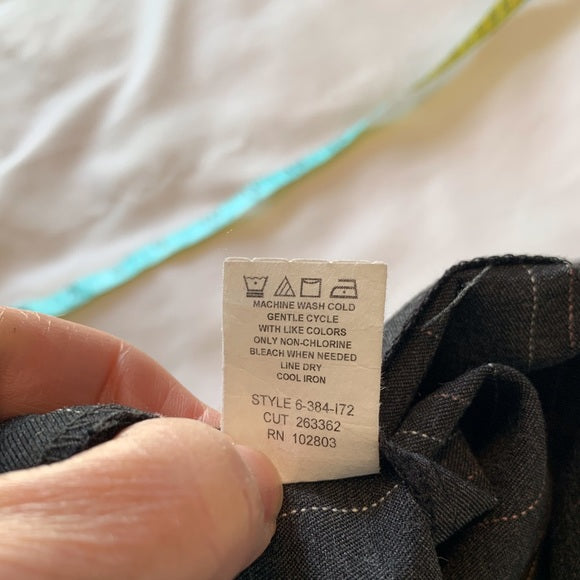 MACHINE WASH COLD
GENTLE CYCLE
WITH LIKE COLORS
ONLY NON-CHLORINE
BLEACH WHEN NEEDED
LINE DRY
COOL IRON
STYLE 6-384-I72
CUT 263362
RN 102803